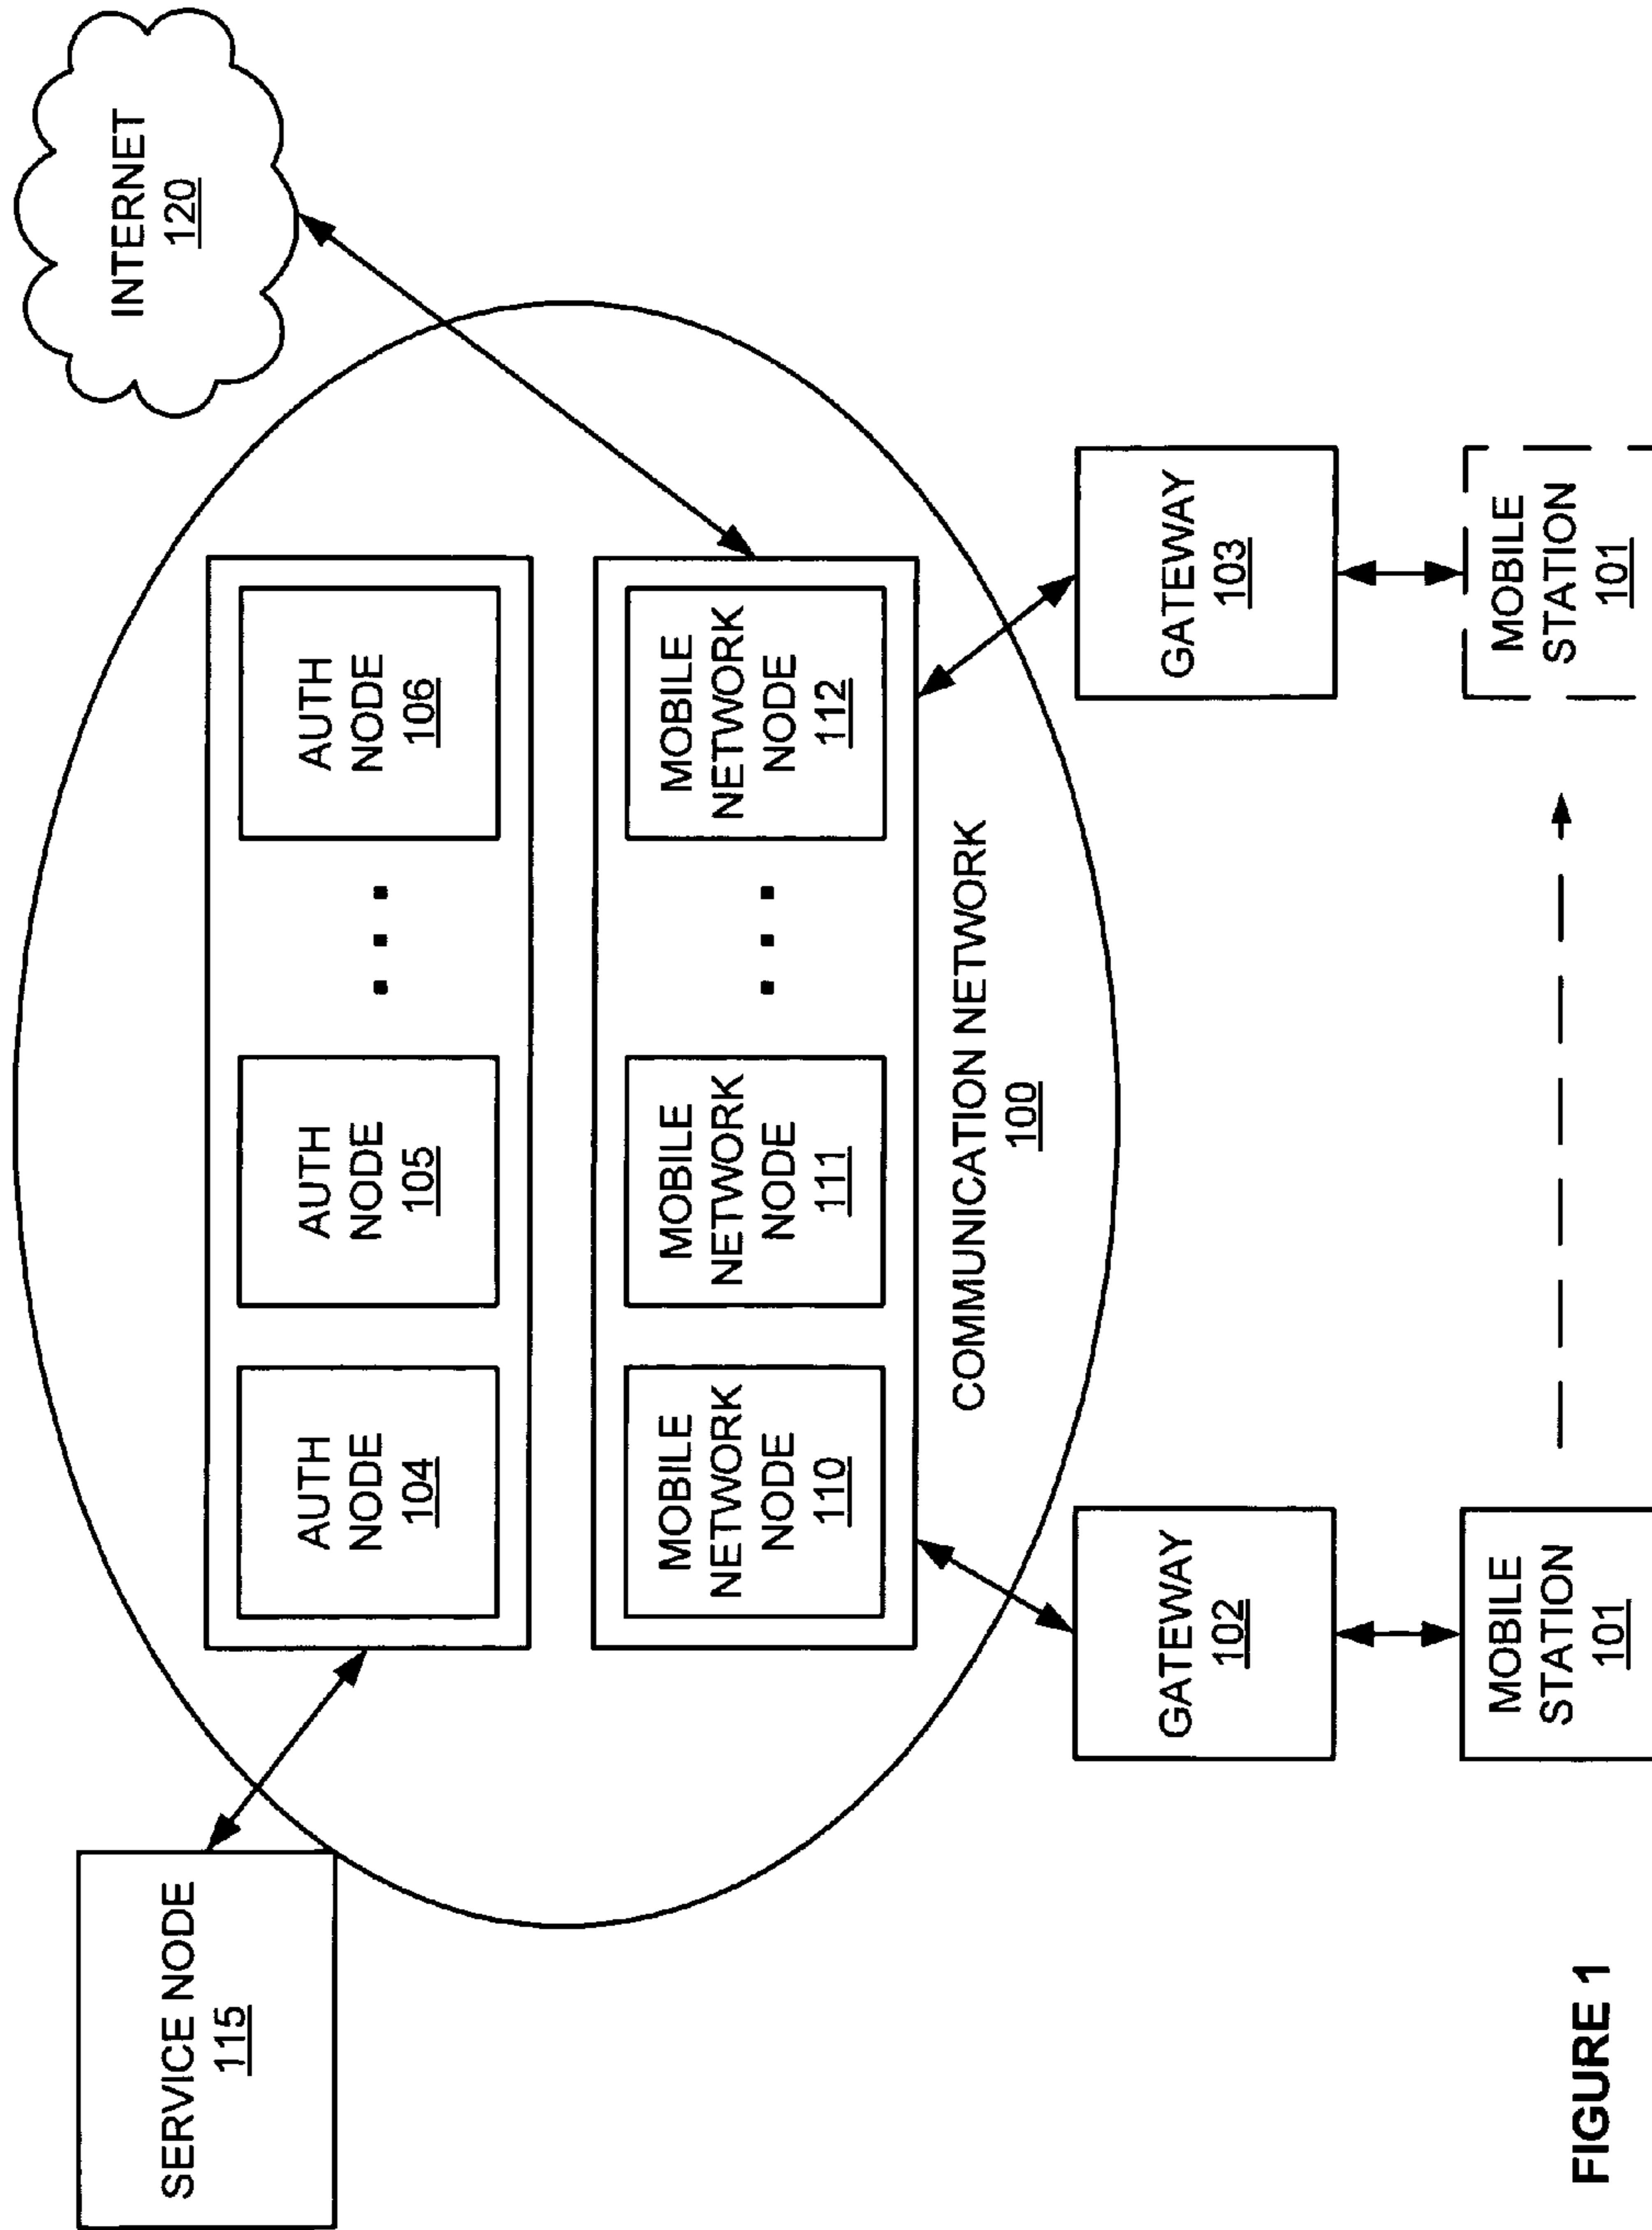 INTERNET
120
SERVICE NODE
115
AUTH
NODE
104
AUTH
NODE
105
AUTH
NODE
106
MOBILE
NETWORK
NODE
110
MOBILE
NETWORK
NODE
111
MOBILE
NETWORK
NODE
112
COMMUNICATION NETWORK
100
GATEWAY
102
GATEWAY
103
MOBILE
STATION
101
MOBILE
STATION
101
FIGURE 1